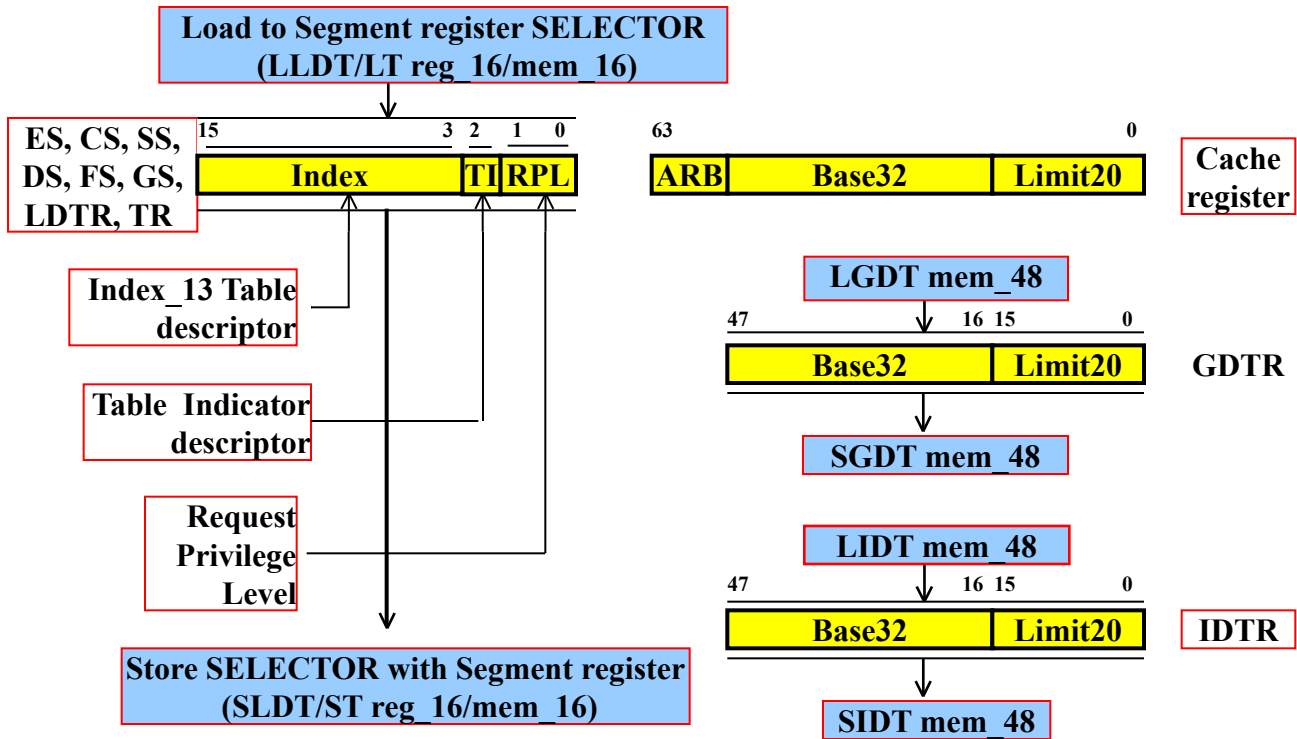 Load to Segment register SELECTOR
(LLDT/LT reg_16/mem_16)
ES, CS, SS,
DS, FS, GS,
LDTR, TR
15 3 2 1 0
Index TI RPL
63 0
ARB Base32 Limit20
Cache
register
Index_13 Table
descriptor
Table Indicator
descriptor
Request
Privilege
Level
Store SELECTOR with Segment register
(SLDT/ST reg_16/mem_16)
LGDT mem_48
47 16 15 0
Base32 Limit20
GDTR
SGDT mem_48
LIDT mem_48
47 16 15 0
Base32 Limit20
IDTR
SIDT mem_48